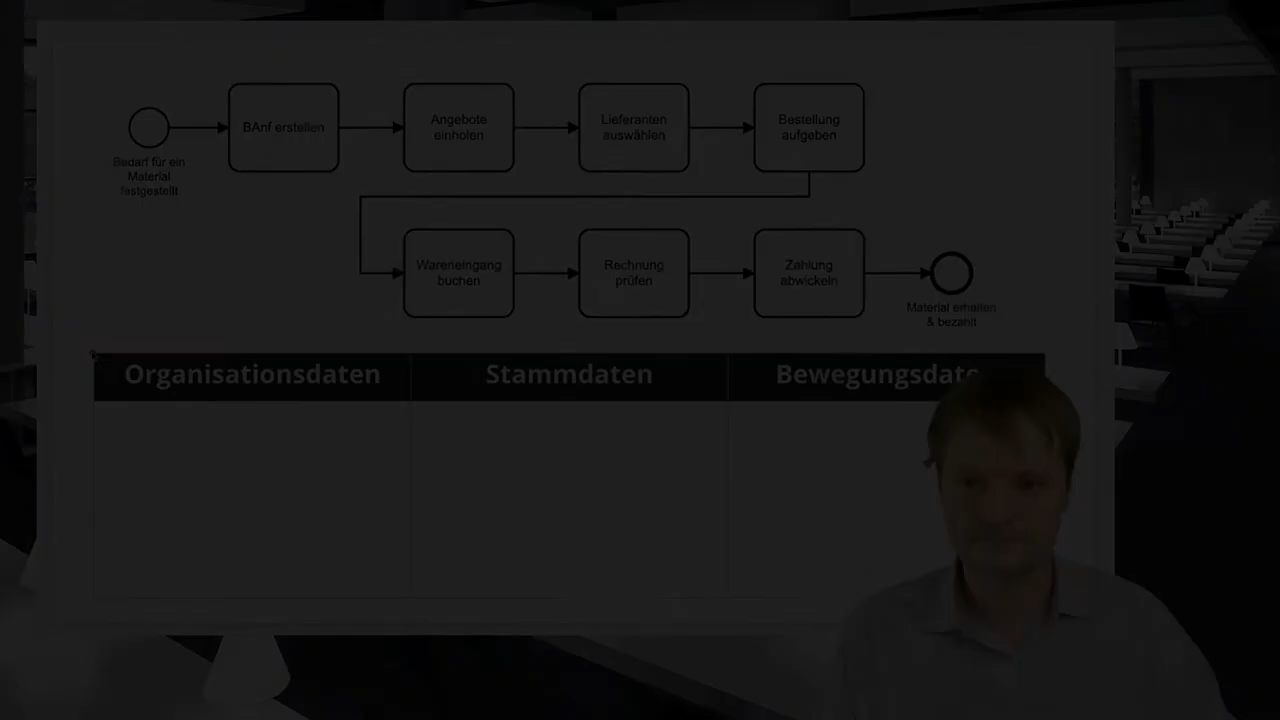 BAnf erstellen
Angebote
einholen
Lieferanten
auswählen
Bestellung
aufgeben
Bedarf für ein
Material
festgestellt
Wareneingang
buchen
Rechnung
prüfen
Zahlung
abwickeln
Material erhalten
& bezahlt
Organisationsdaten
Stammdaten
Bewegungsdate